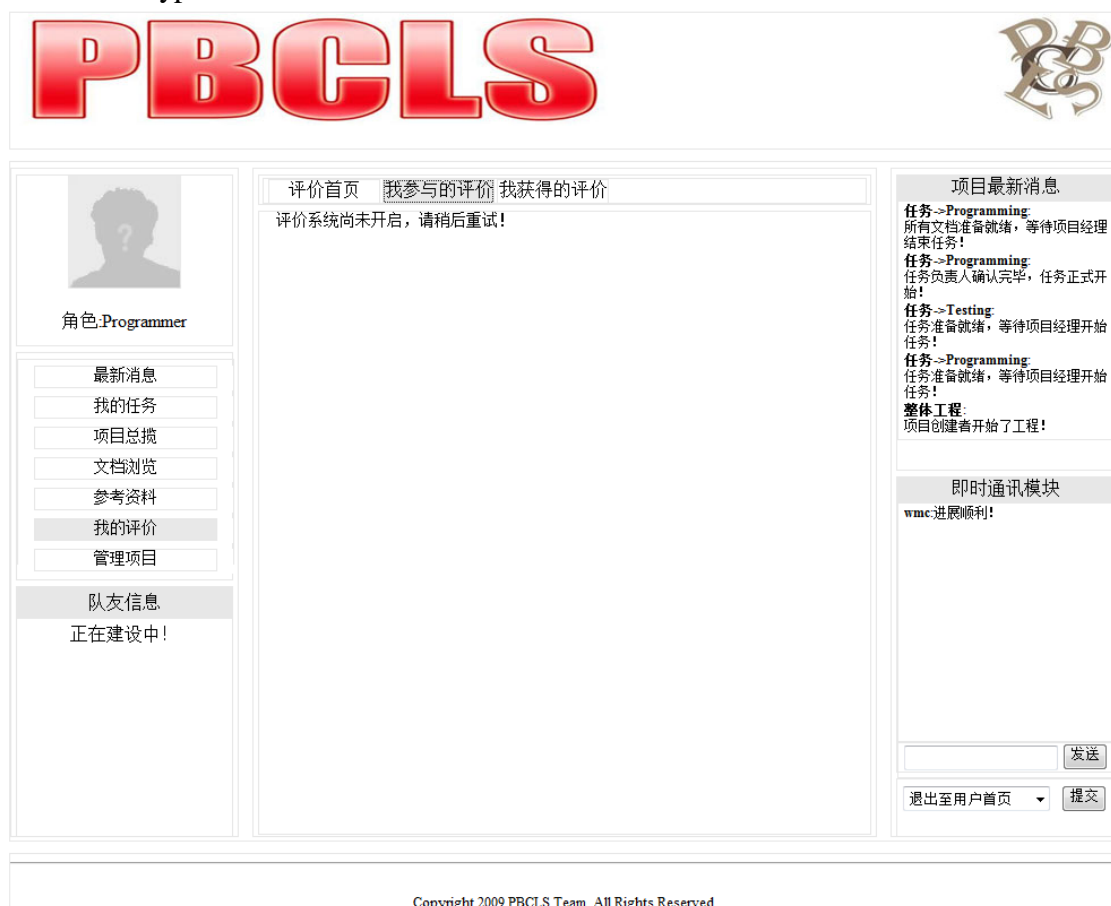 PBCLS
PBCLS
角色:Programmer
最新消息
我的任务
项目总揽
文档浏览
参考资料
我的评价
管理项目
队友信息
正在建设中!
评价首页 我参与的评价 我获得的评价
评价系统尚未开启，请稍后重试!
项目最新消息
任务->Programming:
所有文档准备就绪，等待项目经理
结束任务!
任务->Programming:
任务负责人确认完毕，任务正式开
始!
任务->Testing:
任务准备就绪，等待项目经理开始
任务!
任务->Programming:
任务准备就绪，等待项目经理开始
任务!
整体工程:
项目创建者开始了工程!
即时通讯模块
wmc:进展顺利!
发送
退出至用户首页 提交
Copyright 2009 PBCLS Team. All Rights Reserved